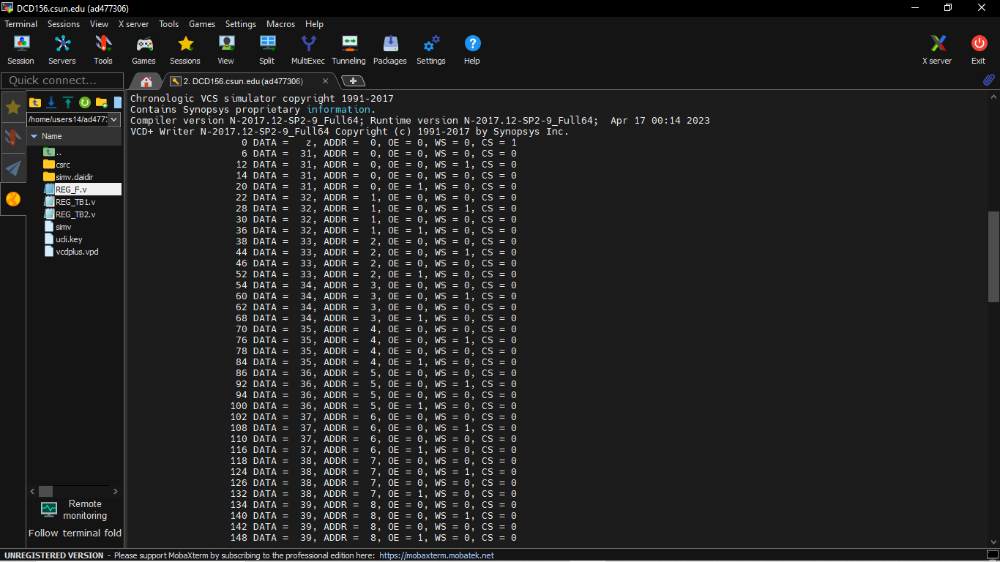 DCD156.csun.edu (ad477306)
Terminal Sessions View X server Tools Games Settings Macros Help
Session Servers Tools Games Sessions View Split MultiExec Tunneling Packages Settings Help X server Exit
Quick connect... 2. DCD156.csun.edu (ad477306)
/home/users14/ad477:
Name
..
csrc
simv.daidir
REG_F.v
REG_TB1.v
REG_TB2.v
simv
ucli.key
vcdplus.vpd
Remote
monitoring
Follow terminal fold
Chronologic VCS simulator copyright 1991-2017
Contains Synopsys proprietary information.
Compiler version N-2017.12-SP2-9_Full64; Runtime version N-2017.12-SP2-9_Full64;  Apr 17 00:14 2023
VCD+ Writer N-2017.12-SP2-9_Full64 Copyright (c) 1991-2017 by Synopsys Inc.
0 DATA =   z, ADDR =  0, OE = 0, WS = 0, CS = 1
6 DATA =  31, ADDR =  0, OE = 0, WS = 0, CS = 0
12 DATA =  31, ADDR =  0, OE = 0, WS = 1, CS = 0
14 DATA =  31, ADDR =  0, OE = 0, WS = 0, CS = 0
20 DATA =  31, ADDR =  0, OE = 1, WS = 0, CS = 0
22 DATA =  32, ADDR =  1, OE = 0, WS = 0, CS = 0
28 DATA =  32, ADDR =  1, OE = 0, WS = 1, CS = 0
30 DATA =  32, ADDR =  1, OE = 0, WS = 0, CS = 0
36 DATA =  32, ADDR =  1, OE = 1, WS = 0, CS = 0
38 DATA =  33, ADDR =  2, OE = 0, WS = 0, CS = 0
44 DATA =  33, ADDR =  2, OE = 0, WS = 1, CS = 0
46 DATA =  33, ADDR =  2, OE = 0, WS = 0, CS = 0
52 DATA =  33, ADDR =  2, OE = 1, WS = 0, CS = 0
54 DATA =  34, ADDR =  3, OE = 0, WS = 0, CS = 0
60 DATA =  34, ADDR =  3, OE = 0, WS = 1, CS = 0
62 DATA =  34, ADDR =  3, OE = 0, WS = 0, CS = 0
68 DATA =  34, ADDR =  3, OE = 1, WS = 0, CS = 0
70 DATA =  35, ADDR =  4, OE = 0, WS = 0, CS = 0
76 DATA =  35, ADDR =  4, OE = 0, WS = 1, CS = 0
78 DATA =  35, ADDR =  4, OE = 0, WS = 0, CS = 0
84 DATA =  35, ADDR =  4, OE = 1, WS = 0, CS = 0
86 DATA =  36, ADDR =  5, OE = 0, WS = 0, CS = 0
92 DATA =  36, ADDR =  5, OE = 0, WS = 1, CS = 0
94 DATA =  36, ADDR =  5, OE = 0, WS = 0, CS = 0
100 DATA =  36, ADDR =  5, OE = 1, WS = 0, CS = 0
102 DATA =  37, ADDR =  6, OE = 0, WS = 0, CS = 0
108 DATA =  37, ADDR =  6, OE = 0, WS = 1, CS = 0
110 DATA =  37, ADDR =  6, OE = 0, WS = 0, CS = 0
116 DATA =  37, ADDR =  6, OE = 1, WS = 0, CS = 0
118 DATA =  38, ADDR =  7, OE = 0, WS = 0, CS = 0
124 DATA =  38, ADDR =  7, OE = 0, WS = 1, CS = 0
126 DATA =  38, ADDR =  7, OE = 0, WS = 0, CS = 0
132 DATA =  38, ADDR =  7, OE = 1, WS = 0, CS = 0
134 DATA =  39, ADDR =  8, OE = 0, WS = 0, CS = 0
140 DATA =  39, ADDR =  8, OE = 0, WS = 1, CS = 0
142 DATA =  39, ADDR =  8, OE = 0, WS = 0, CS = 0
148 DATA =  39, ADDR =  8, OE = 1, WS = 0, CS = 0
UNREGISTERED VERSION - Please support MobaXterm by subscribing to the professional edition here: https://mobaxterm.mobatek.net